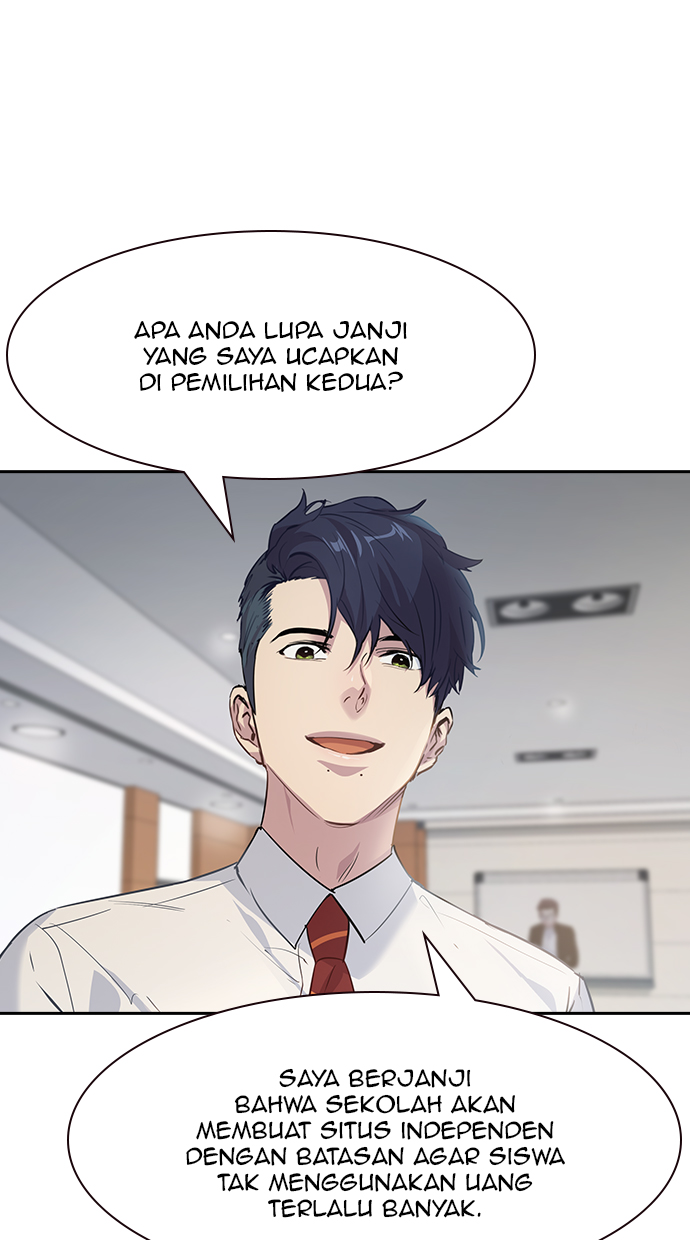 APA ANDA LUPA JANJI
YANG SAYA UCAPKAN
DI PEMILIHAN KEDUA?
SAYA BERJANJI
BAHWA SEKOLAH AKAN
MEMBUAT SITUS INDEPENDEN
DENGAN BATASAN AGAR SISWA
TAK MENGGUNAKAN UANG
TERLALU BANYAK.